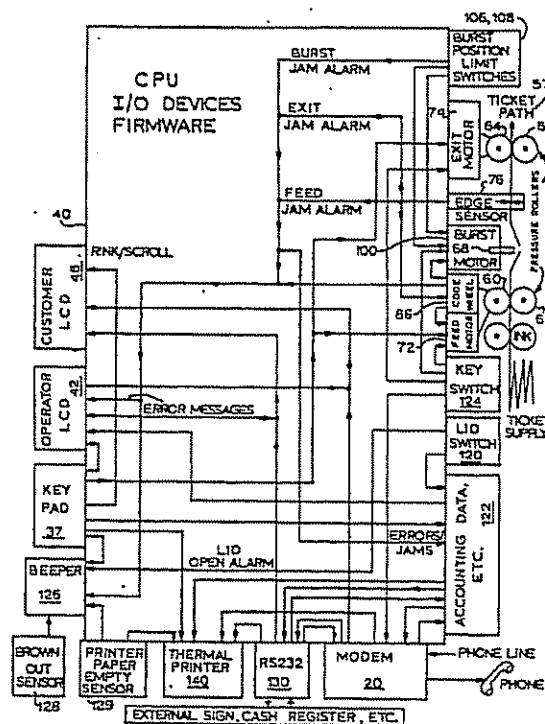 106, 108
BURST
POSITION
LIMIT
SWITCHES
CPU
I/O DEVICES
FIRMWARE
BURST
JAM ALARM
EXIT
JAM ALARM
FEED
JAM ALARM
74
EXIT
MOTOR
TICKET
PATH
64
76
EDGE
SENSOR
100
BURST
68
MOTOR
PRESSURE ROLLERS
CODE
WHEEL
60
86
FEED
MOTOR
72
INK
KEY
SWITCH
124
TICKET
SUPPLY
LID
SWITCH
120
40
RNK/SCROLL
CUSTOMER
LCD
46
OPERATOR
LCD
42
ERROR MESSAGES
KEY
PAD
37
LID
OPEN ALARM
ERRORS/
JAMS
ACCOUNTING DATA,
ETC.
122
BEEPER
126
BROWN
OUT
SENSOR
128
PRINTER
PAPER
EMPTY
SENSOR
129
THERMAL
PRINTER
140
RS232
130
MODEM
20
PHONE LINE
PHONE
EXTERNAL SIGN, CASH REGISTER, ETC.